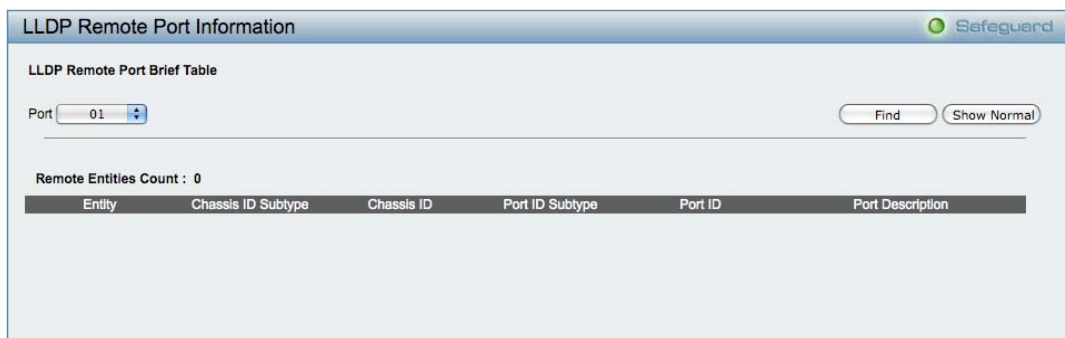 LLDP Remote Port Information
Safeguard
LLDP Remote Port Brief Table
Port 01 Find Show Normal
Remote Entities Count : 0
Entity Chassis ID Subtype Chassis ID Port ID Subtype Port ID Port Description